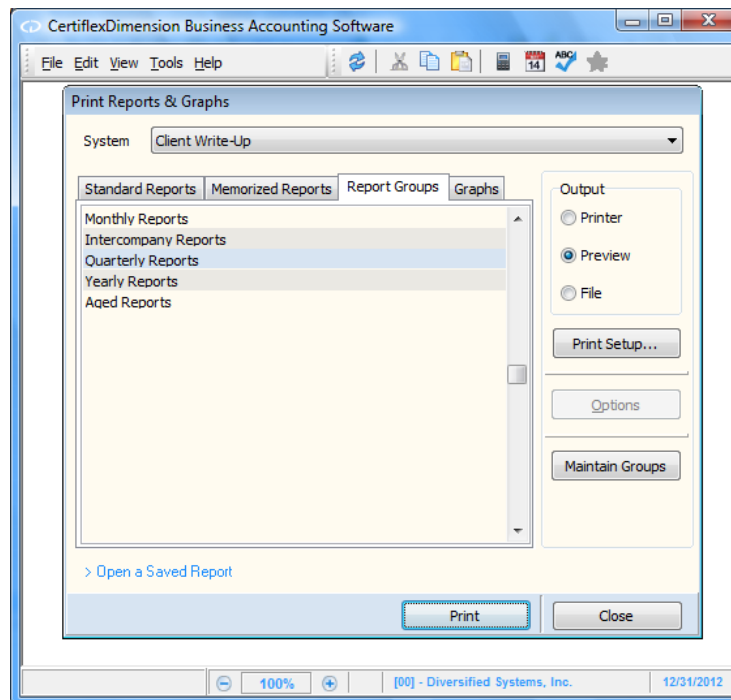 CertiflexDimension Business Accounting Software
File Edit View Tools Help
14 ABC
Print Reports & Graphs
System Client Write-Up
Standard Reports Memorized Reports Report Groups Graphs
Monthly Reports
Intercompany Reports
Quarterly Reports
Yearly Reports
Aged Reports
Output
Printer
Preview
File
Print Setup...
Options
Maintain Groups
> Open a Saved Report
Print Close
100% [00] - Diversified Systems, Inc. 12/31/2012